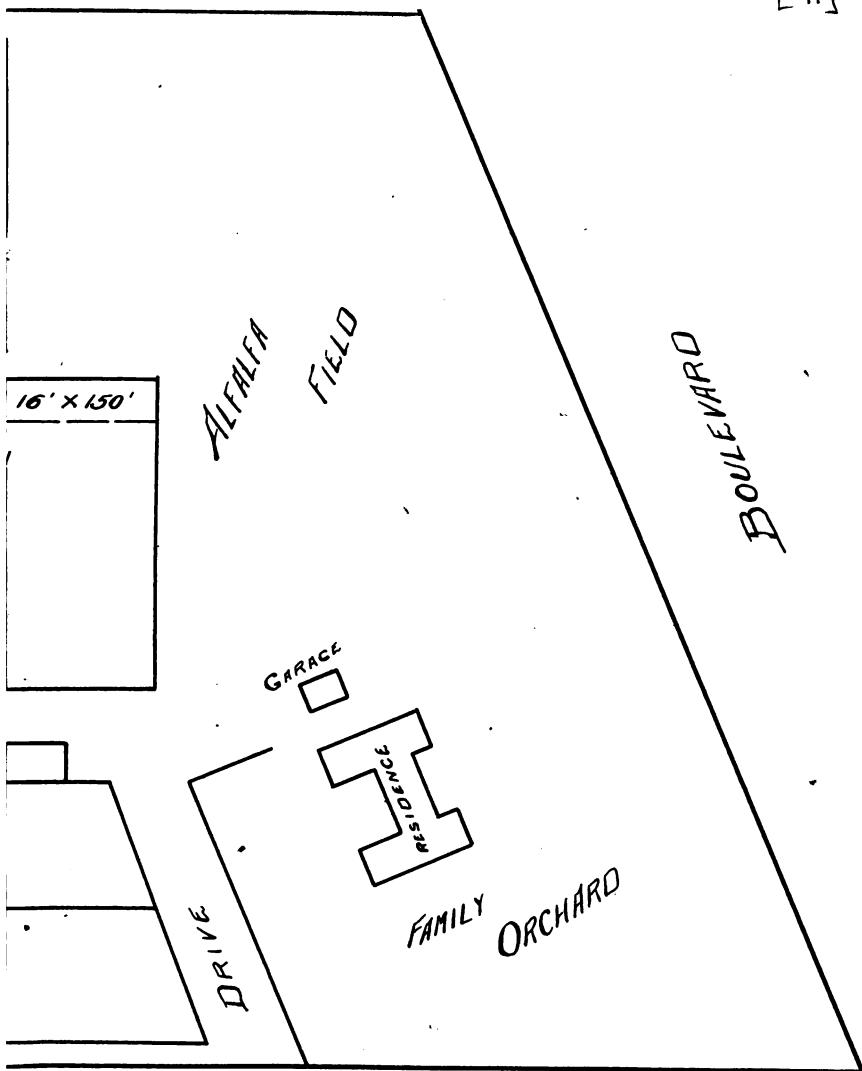 ALFALFA
FIELD
16' X 150'
BOULEVARD
GARAGE
RESIDENCE
FAMILY
ORCHARD
DRIVE